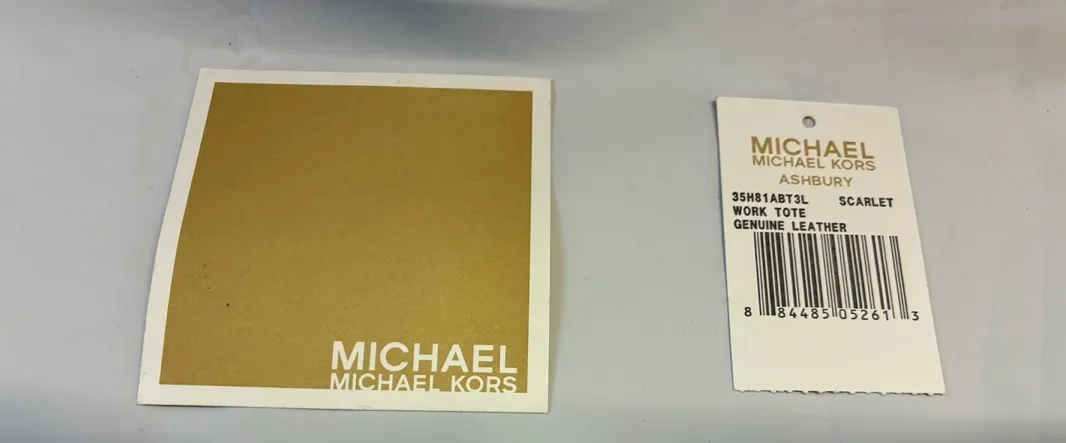 MICHAEL
MICHAEL KORS
MICHAEL
MICHAEL KORS
ASHBURY
35H81ABT3L SCARLET
WORK TOTE
GENUINE LEATHER
8 84485 05261 3